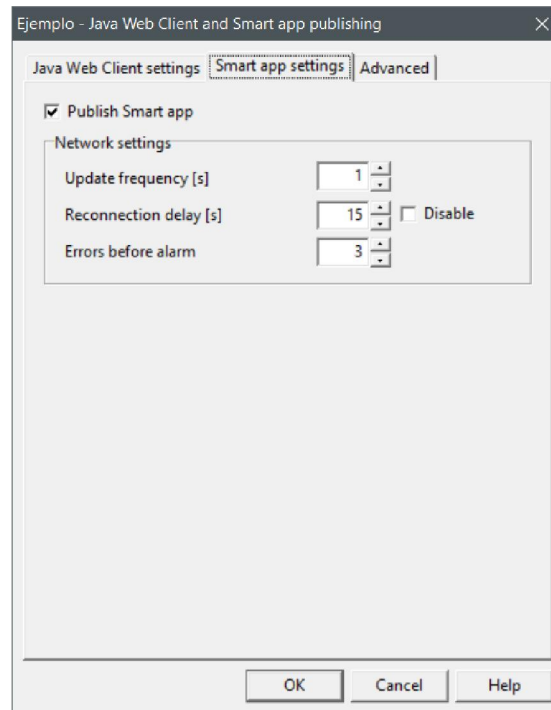 Ejemplo - Java Web Client and Smart app publishing
Java Web Client settings Smart app settings Advanced
Publish Smart app
Network settings
Update frequency [s] 1
Reconnection delay [s] 15 Disable
Errors before alarm 3
OK Cancel Help